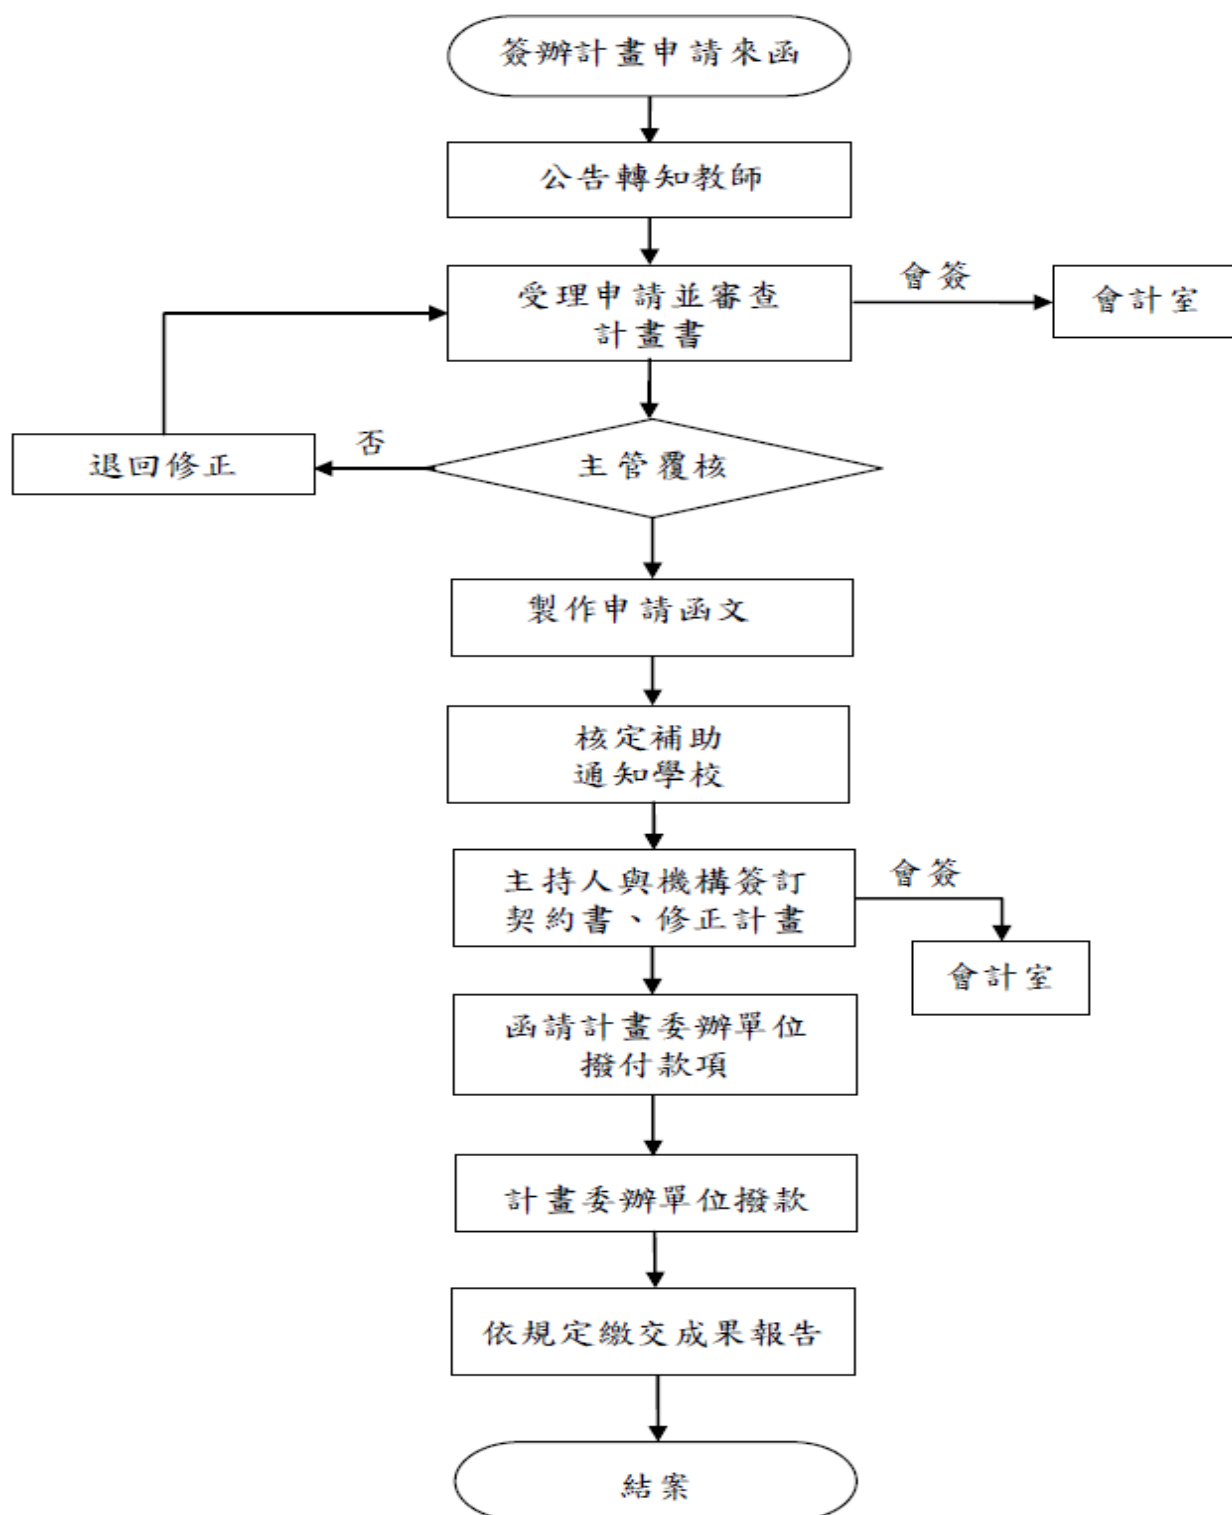 簽辦計畫申請來函
公告轉知教師
受理申請並審查
計畫書
會簽
會計室
否
退回修正
主管覆核
製作申請函文
核定補助
通知學校
主持人與機構簽訂
契約書、修正計畫
會簽
會計室
函請計畫委辦單位
撥付款項
計畫委辦單位撥款
依規定繳交成果報告
結案